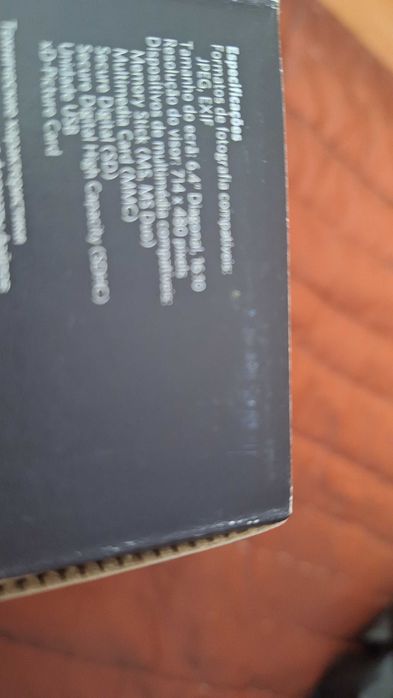 Especificações
Formatos de fotografia compatíveis:
JPEG, EXIF
Tamanho do ecrã: 6,4" Diagonal, 16:10
Resolução do visor: 714 x 480 pixels
Dispositivos de multimédia compatíveis:
Memory Stick (MS, MS Duo)
Multimedia Card (MMC)
Secure Digital (SD)
Secure Digital High Capacity (SDHC)
Unidade USB
xD-Picture Card